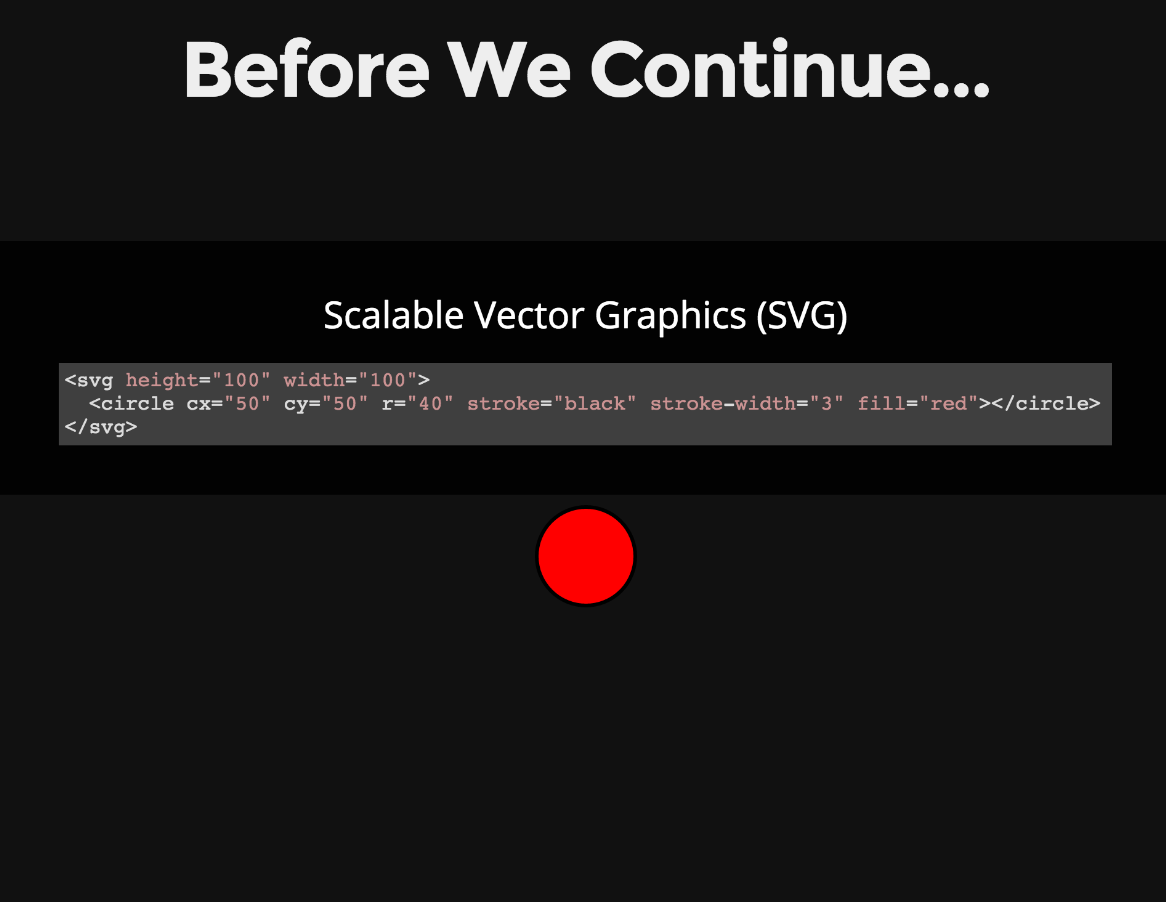 Before We Continue...
Scalable Vector Graphics (SVG)
<svg height="100" width="100">
  <circle cx="50" cy="50" r="40" stroke="black" stroke-width="3" fill="red"></circle>
</svg>